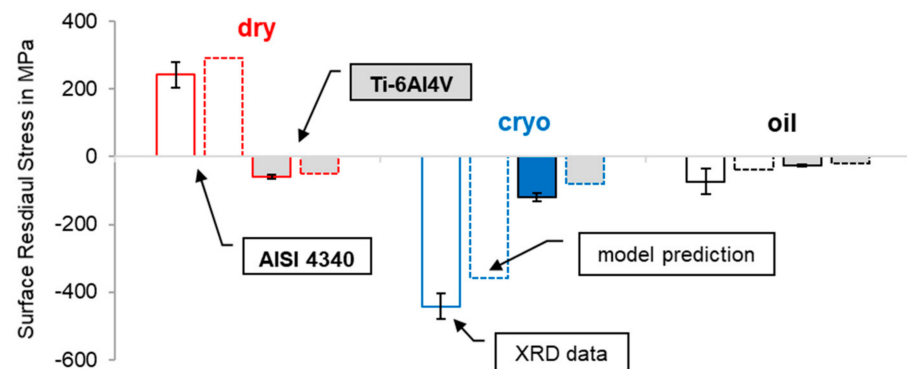 Surface Resdiaul Stress in MPa
400
200
0
-200
-400
-600
dry
Ti-6Al4V
AISI 4340
cryo
oil
model prediction
XRD data